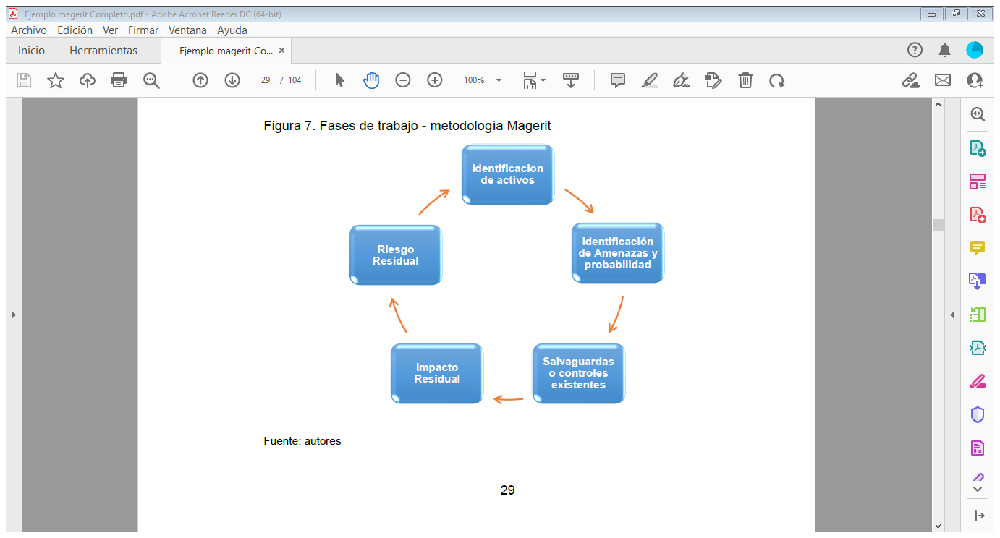 Ejemplo magerit Completo.pdf - Adobe Acrobat Reader DC (64-bit)
Archivo Edición Ver Firmar Ventana Ayuda
Inicio Herramientas Ejemplo magerit Co... ×
29 / 104 100%
Figura 7. Fases de trabajo - metodología Magerit
Identificacion
de activos
Identificación
de Amenazas y
probabilidad
Salvaguardas
o controles
existentes
Impacto
Residual
Riesgo
Residual
Fuente: autores
29